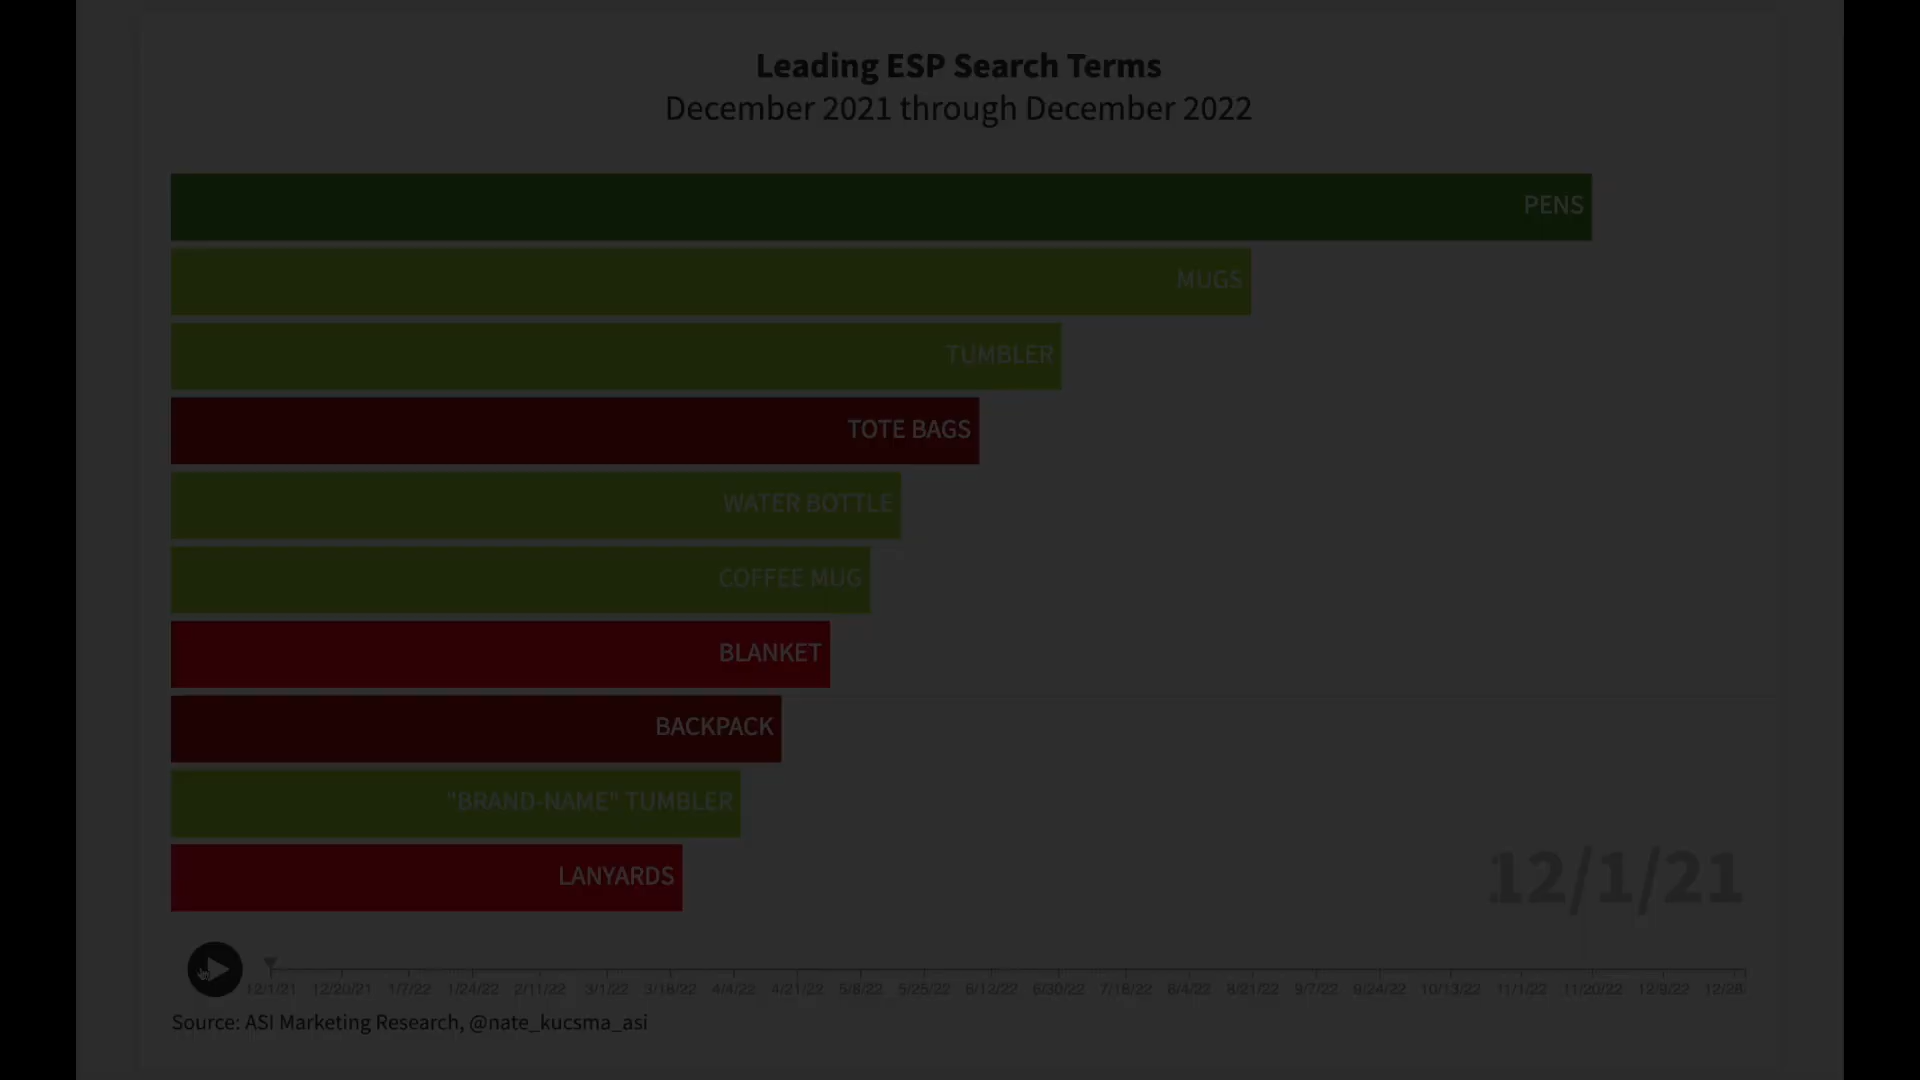 Leading ESP Search Terms
December 2021 through December 2022
PENS
MUGS
TUMBLER
TOTE BAGS
WATER BOTTLE
COFFEE MUG
BLANKET
BACKPACK
"BRAND-NAME" TUMBLER
LANYARDS
12/1/21
12/1/21 12/20/21 1/7/22 1/24/22 2/11/22 3/1/22 3/18/22 4/4/22 4/21/22 5/8/22 5/25/22 6/12/22 6/30/22 7/18/22 8/4/22 8/21/22 9/7/22 9/24/22 10/13/22 11/1/22 11/20/22 12/9/22 12/28/
Source: ASI Marketing Research, @nate_kucsma_asi